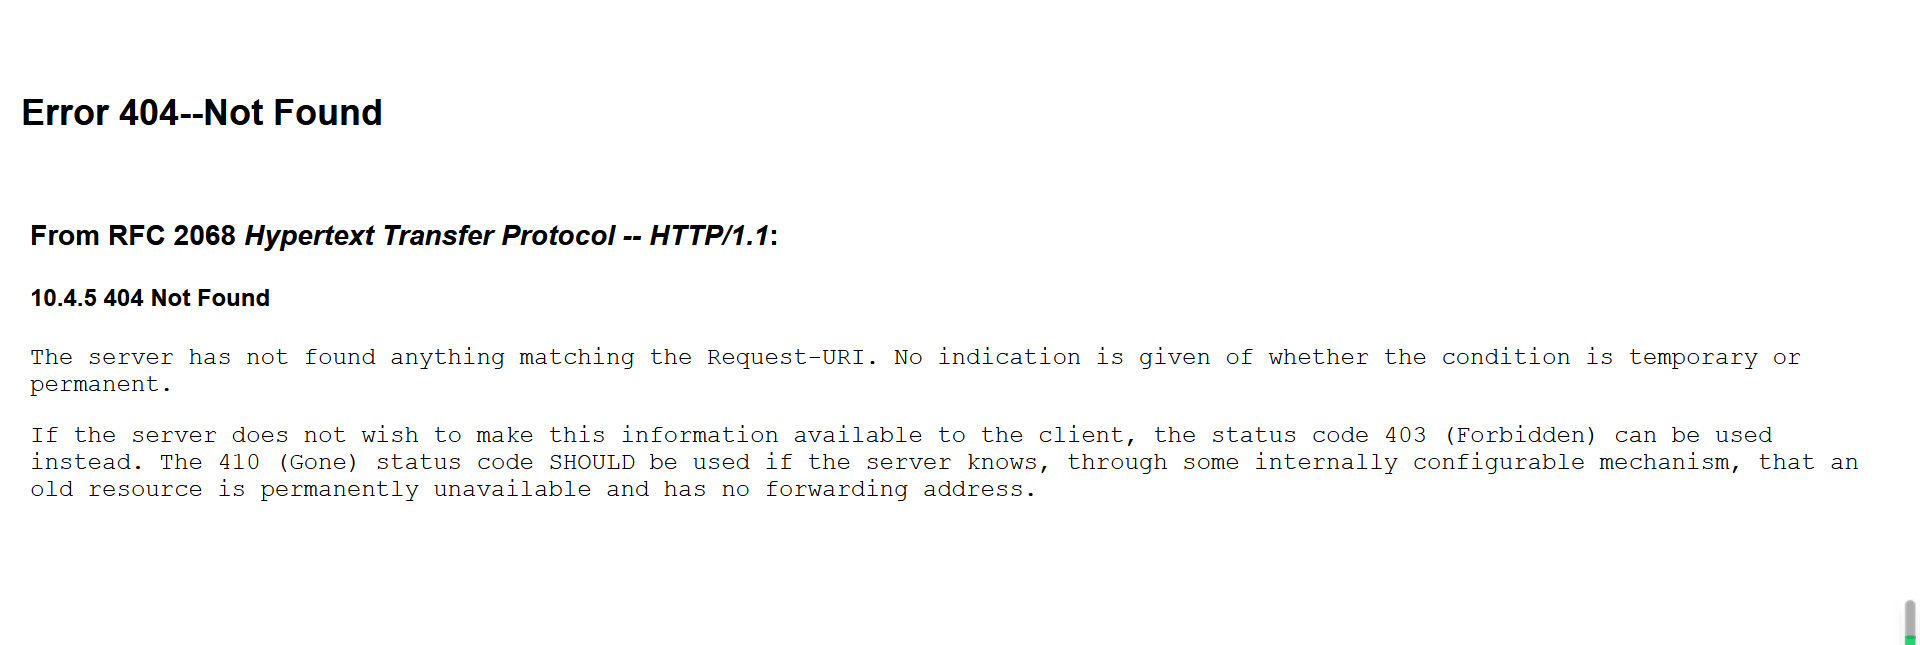 Error 404--Not Found
From RFC 2068 Hypertext Transfer Protocol -- HTTP/1.1:
10.4.5 404 Not Found
The server has not found anything matching the Request-URI. No indication is given of whether the condition is temporary or
permanent.
If the server does not wish to make this information available to the client, the status code 403 (Forbidden) can be used
instead. The 410 (Gone) status code SHOULD be used if the server knows, through some internally configurable mechanism, that an
old resource is permanently unavailable and has no forwarding address.